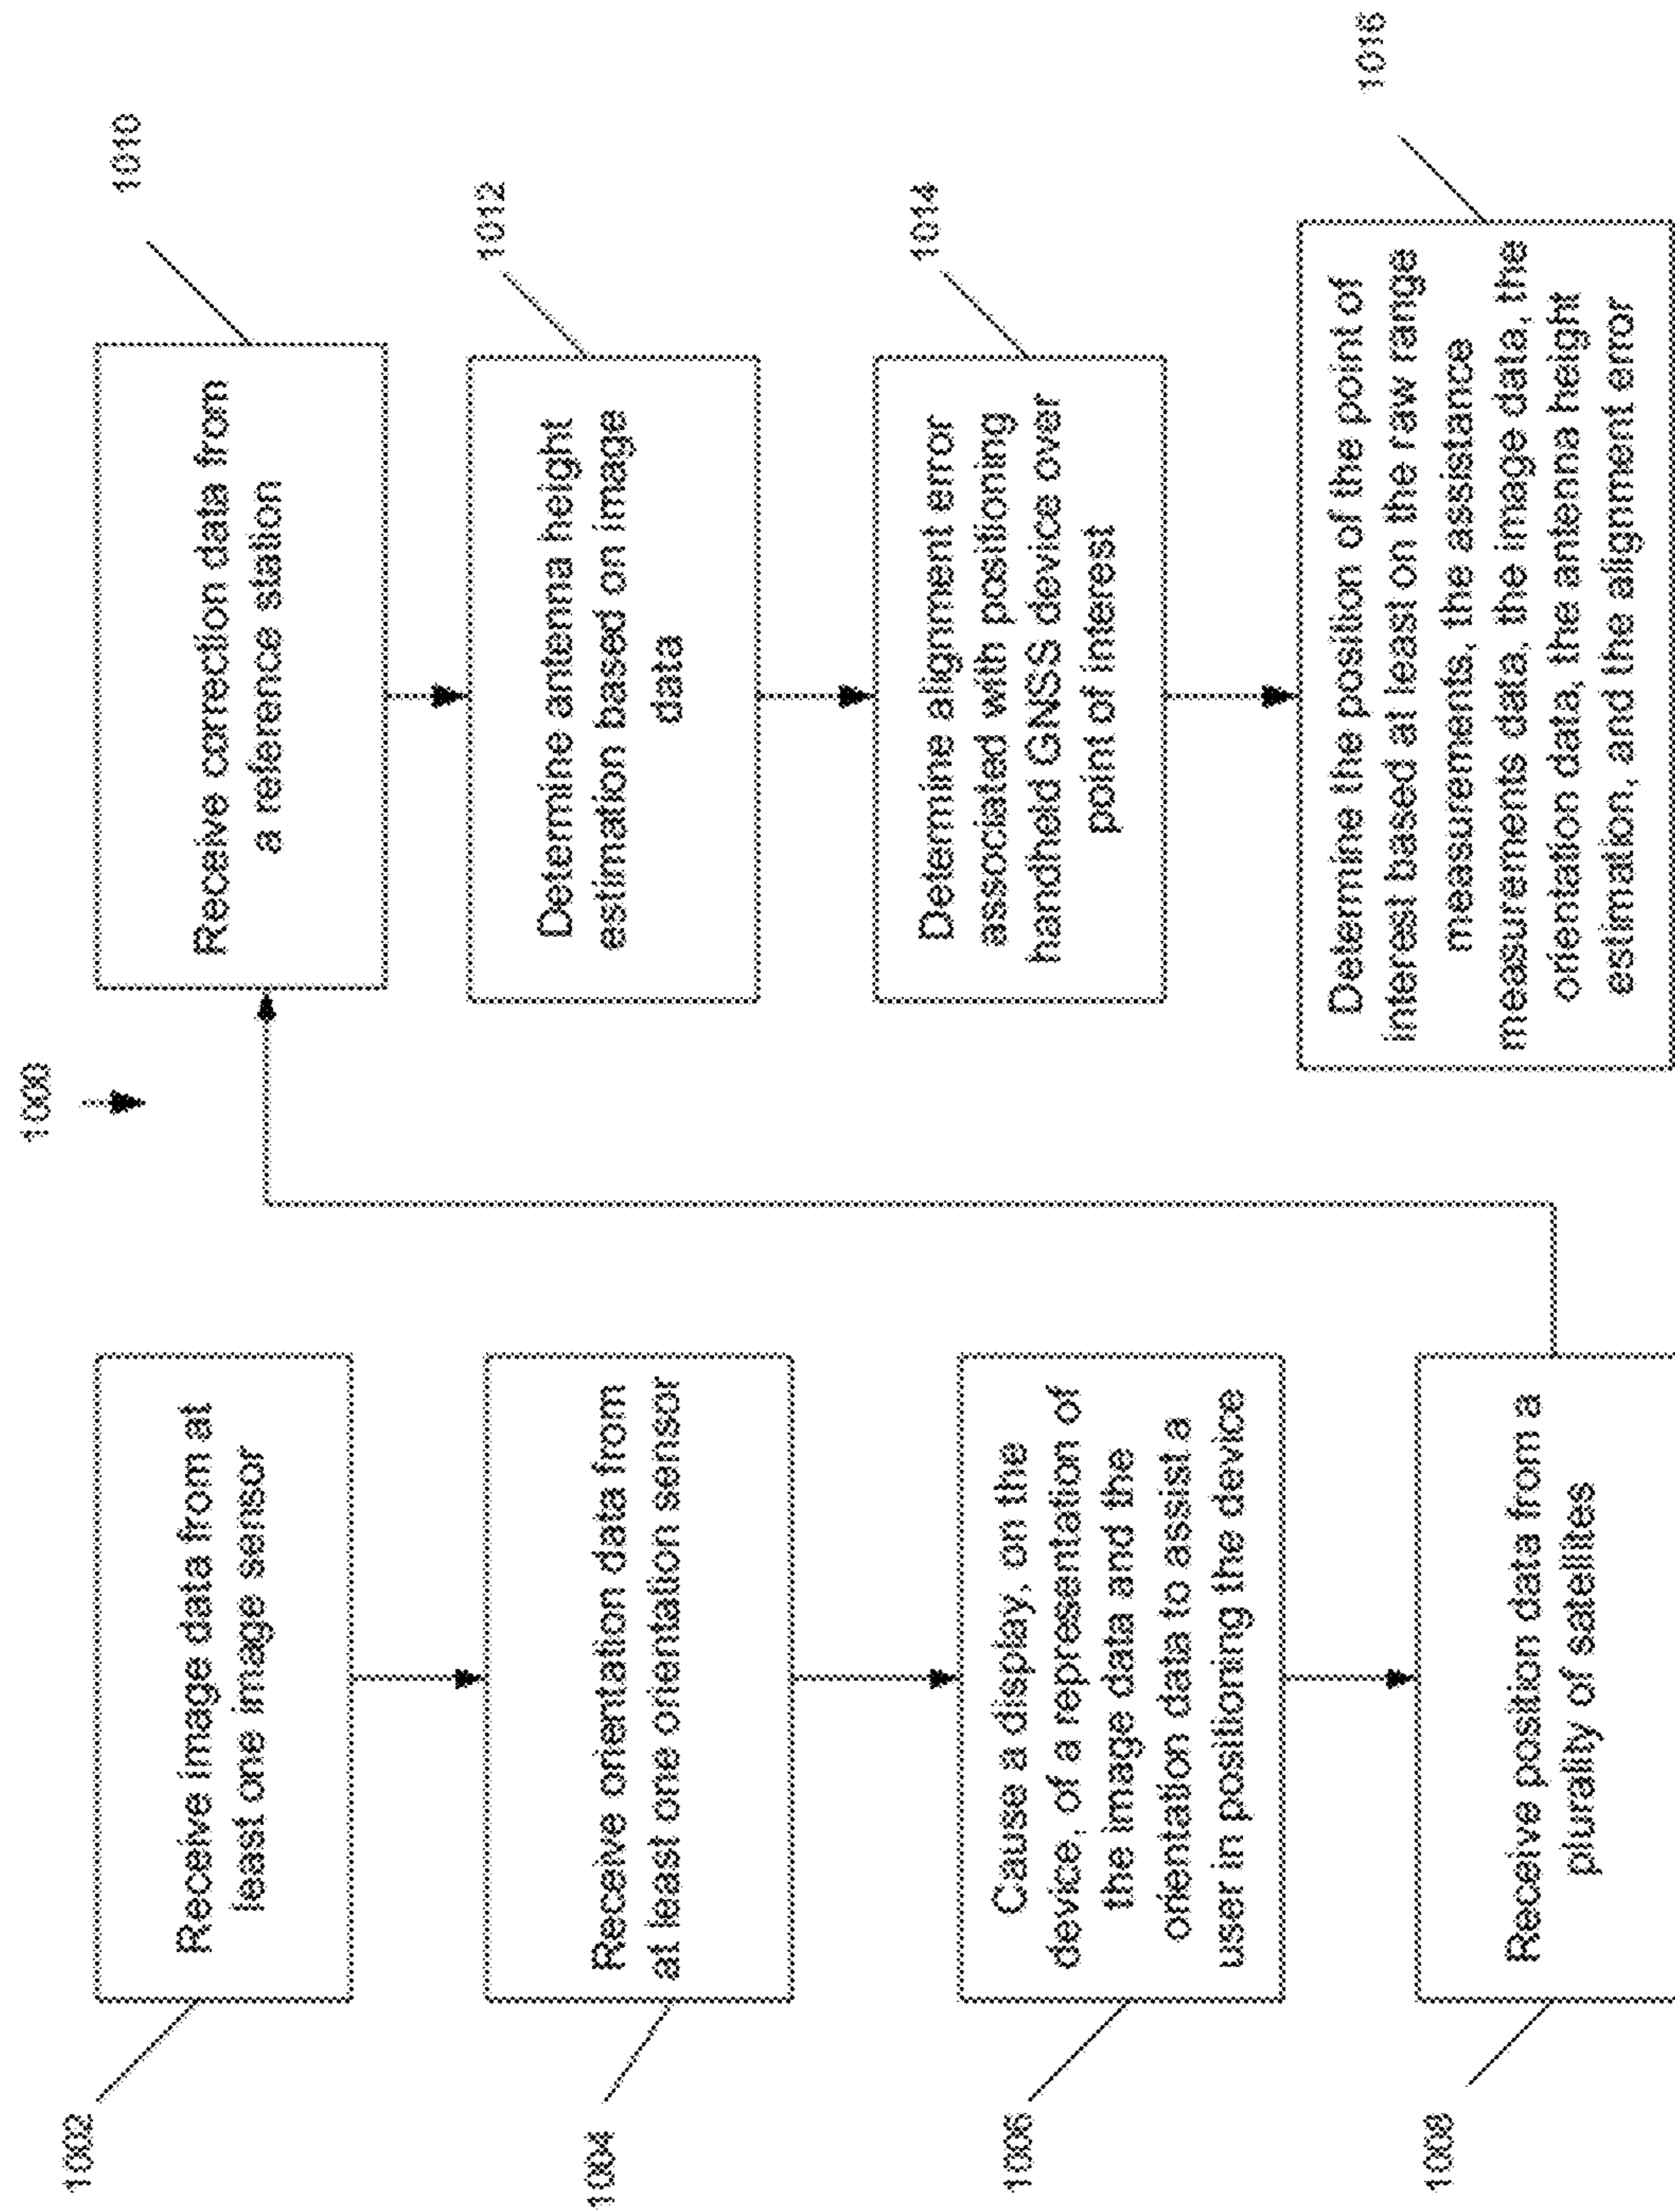 1000
1002
Receive image data from at
least one image sensor
1004
Receive orientation data from
at least one orientation sensor
1006
Cause a display, on the
device, of a representation of
the image data and the
orientation data to assist a
user in positioning the device
1008
Receive position data from a
plurality of satellites
1010
Receive correction data from
a reference station
1012
Determine antenna height
estimation based on image
data
1014
Determine alignment error
associated with positioning
handheld GNSS device over
point of interest
1016
Determine the position of the point of
interest based at least on the raw range
measurements, the assistance
measurements data, the image data, the
orientation data, the antenna height
estimation, and the alignment error